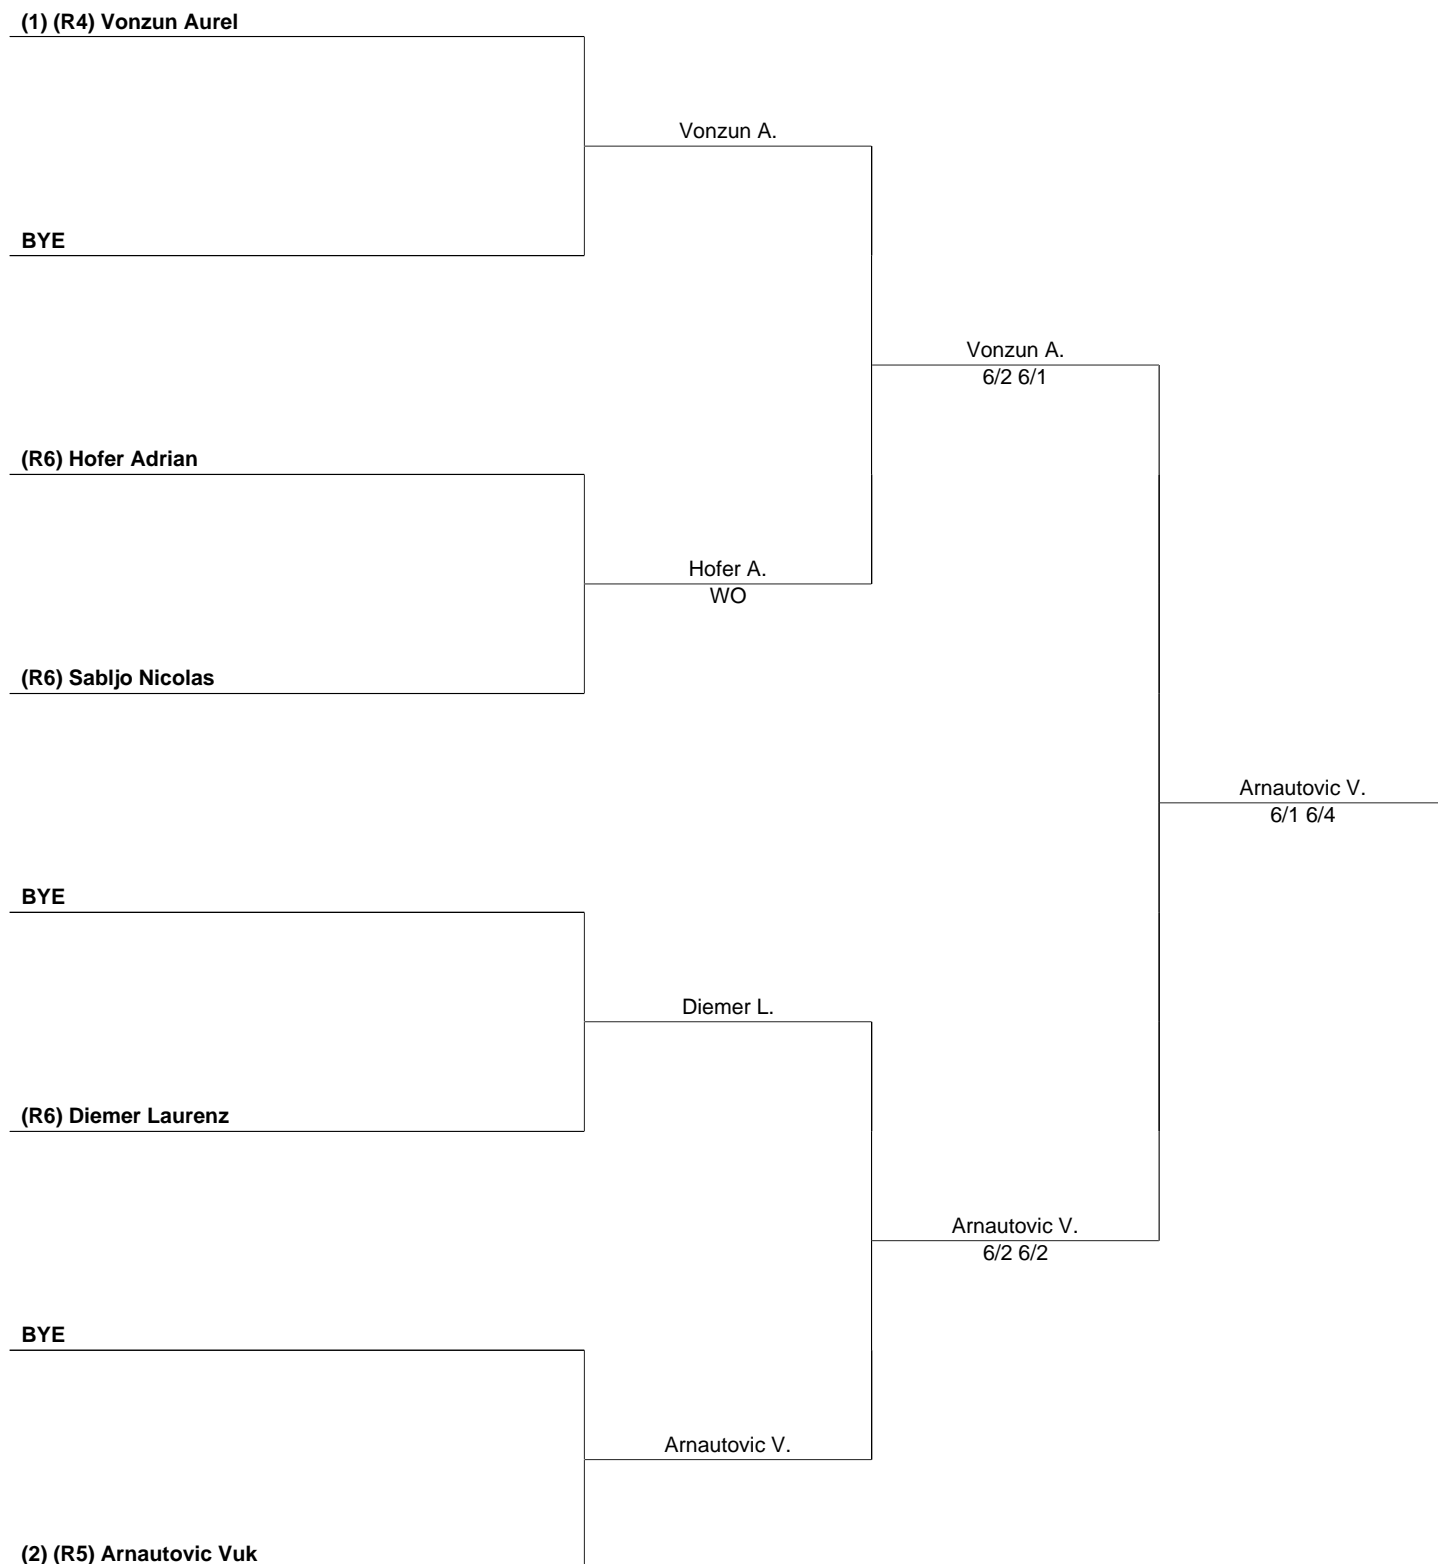 (1) (R4) Vonzun Aurel
Vonzun A.
BYE
Vonzun A.
6/2 6/1
(R6) Hofer Adrian
Hofer A.
WO
(R6) Sabljo Nicolas
Arnautovic V.
6/1 6/4
BYE
Diemer L.
(R6) Diemer Laurenz
Arnautovic V.
6/2 6/2
BYE
Arnautovic V.
(2) (R5) Arnautovic Vuk